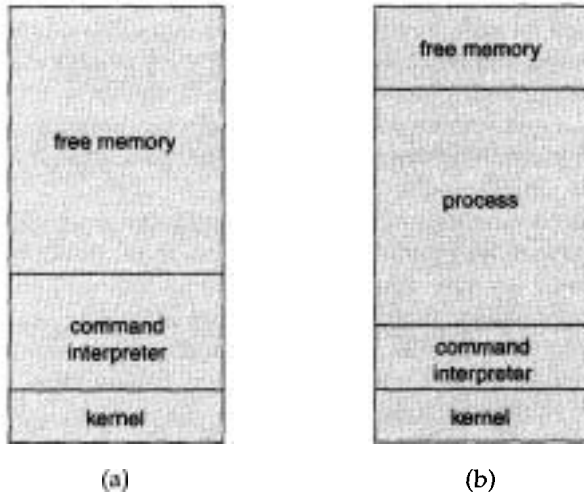 free memory
command
interpreter
kernel
(a)
free memory
process
command
interpreter
kernel
(b)